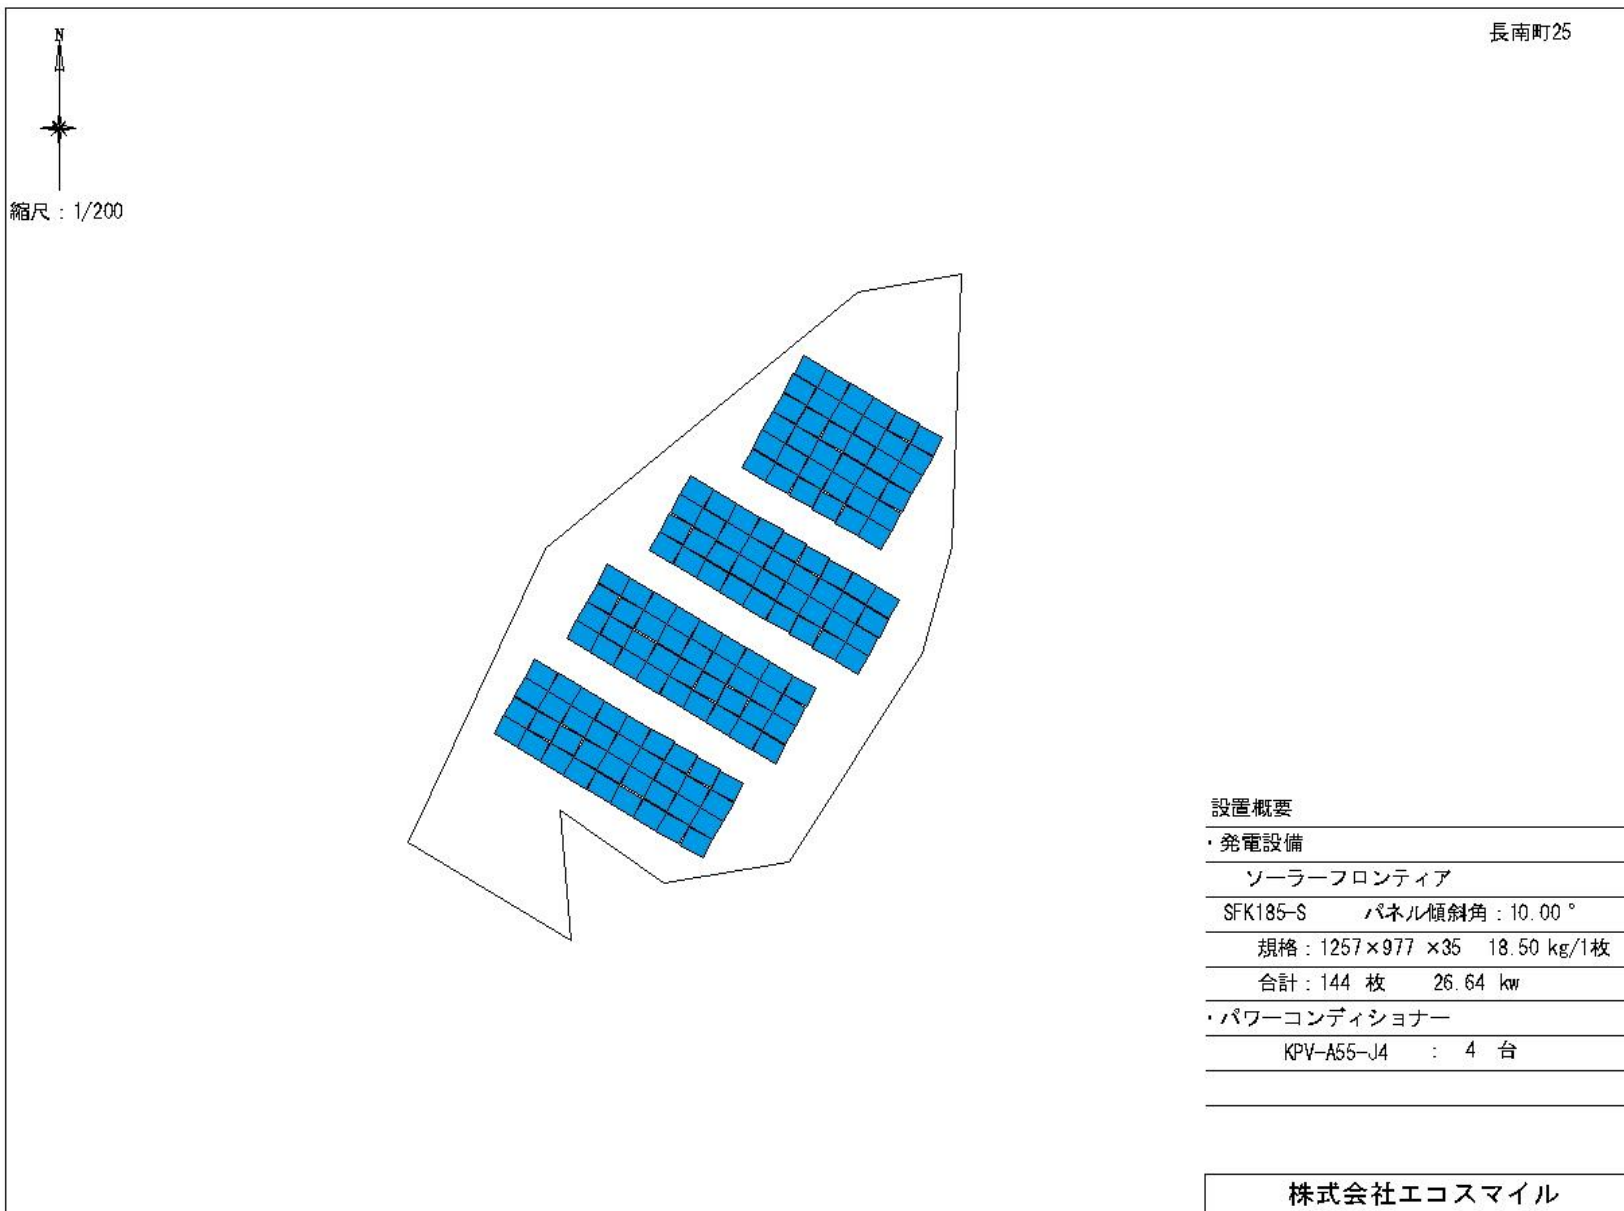 N
長南町25
縮尺：1/200
設置概要
・発電設備
ソーラーフロンティア
SFK185-S　パネル傾斜角：10.00°
規格：1257×977 ×35　18.50 kg/1枚
合計：144 枚　26.64 kw
・パワーコンディショナー
KPV-A55-J4　：　4　台
株式会社エコスマイル